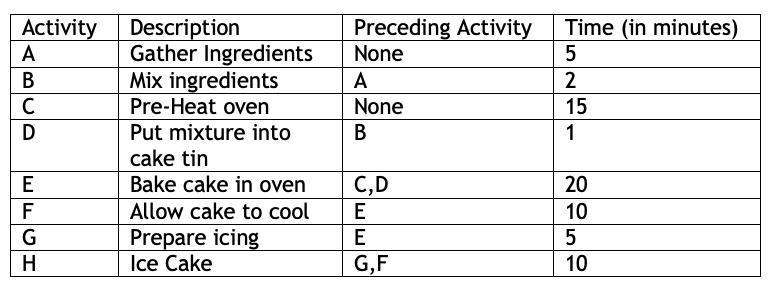 Activity Description Preceding Activity Time (in minutes)
A Gather Ingredients None 5
B Mix ingredients A 2
C Pre-Heat oven None 15
D Put mixture into B 1
cake tin
E Bake cake in oven C,D 20
F Allow cake to cool E 10
G Prepare icing E 5
H Ice Cake G,F 10